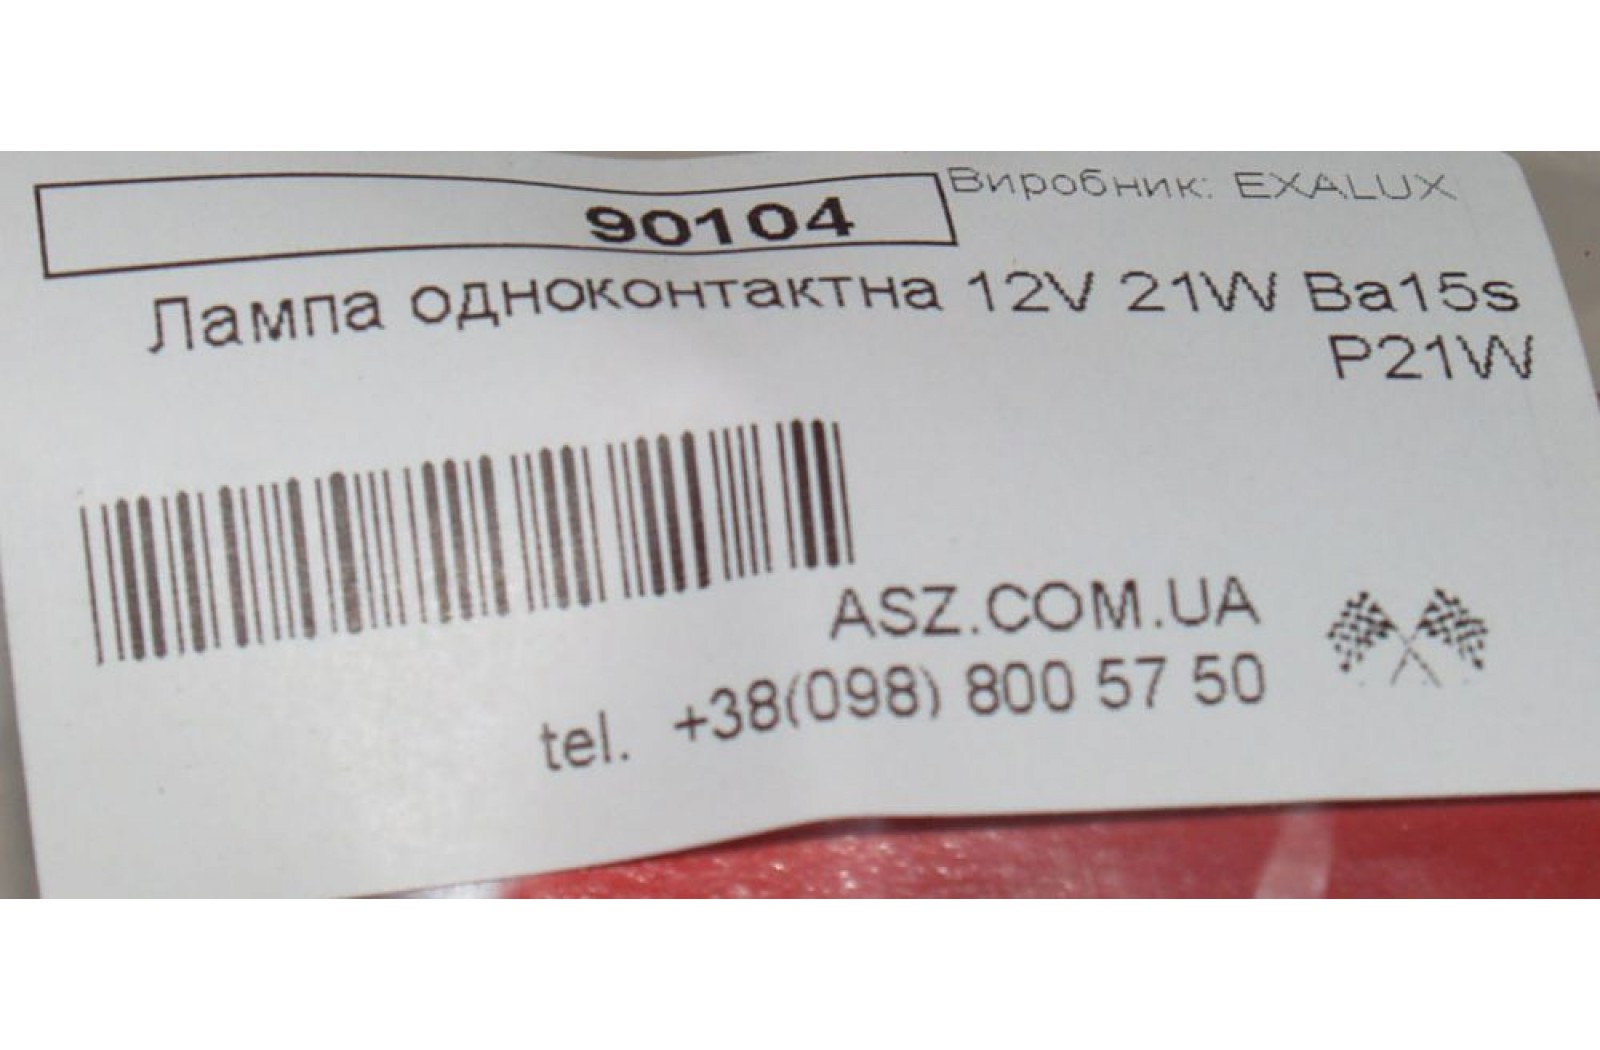 90104
Виробник: EXALUX
Лампа одноконтактна 12V 21W Ba15s
P21W
ASZ.COM.UA
tel. +38(098) 800 57 50